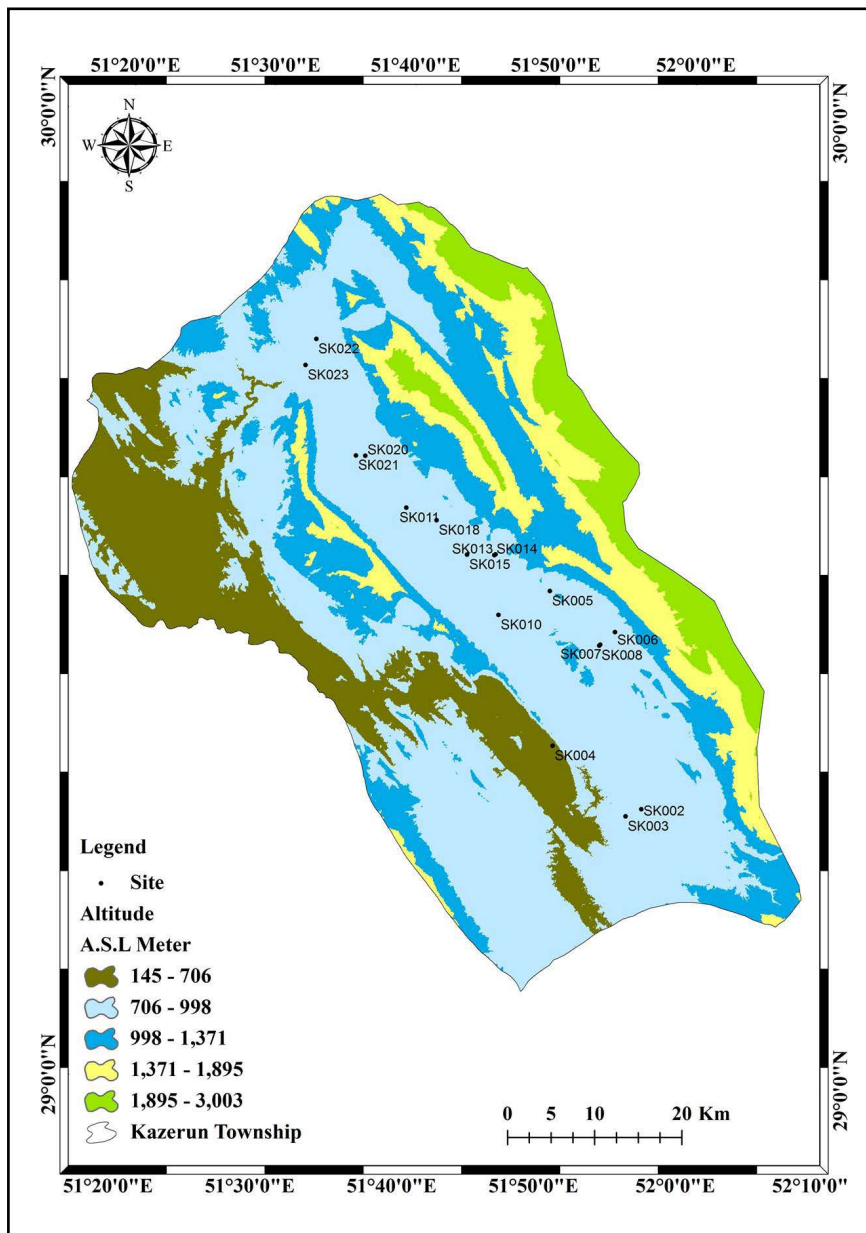 51°20'0"E 51°30'0"E 51°40'0"E 51°50'0"E 52°0'0"E
30°0'0"N
30°0'0"N
N
W E
S
SK022
SK023
SK020
SK021
SK011
SK018
SK013 SK014
SK015
SK005
SK010
SK006
SK007 SK008
SK004
SK002
SK003
Legend
Site
Altitude
A.S.L Meter
145 - 706
706 - 998
998 - 1,371
1,371 - 1,895
1,895 - 3,003
Kazerun Township
0 5 10 20 Km
29°0'0"N
29°0'0"N
51°20'0"E 51°30'0"E 51°40'0"E 51°50'0"E 52°0'0"E 52°10'0"E